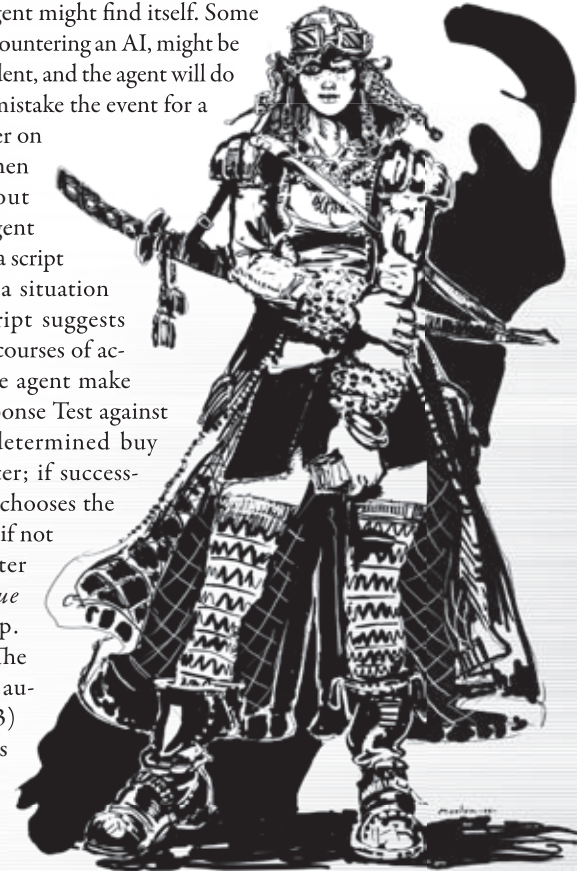 gent might find itself. Some
ountering an AI, might be
dent, and the agent will do
mistake the event for a
er on
hen
out
gent
a script
a situation
ript suggests
courses of ac-
e agent make
onse Test against
determined buy
ter; if success-
chooses the
if not
ter
ue
p.
The
au-
3)
s